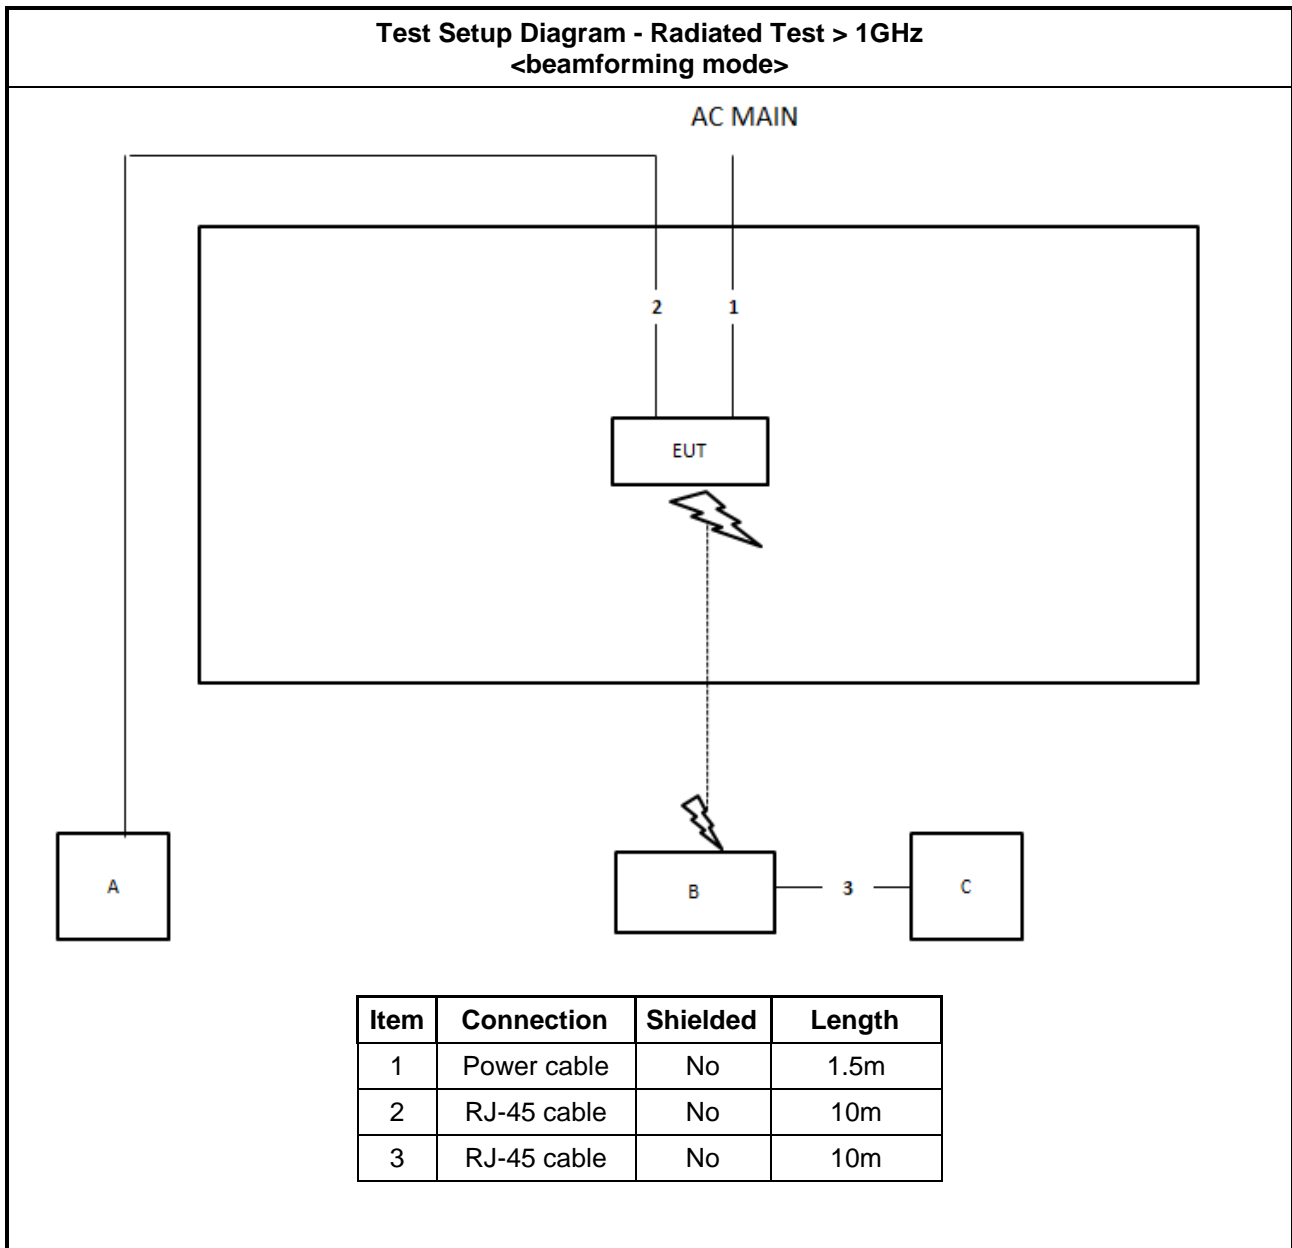 Test Setup Diagram - Radiated Test > 1GHz
<beamforming mode>
AC MAIN
2
1
EUT
A
B
3
C
Item Connection Shielded Length
1 Power cable No 1.5m
2 RJ-45 cable No 10m
3 RJ-45 cable No 10m